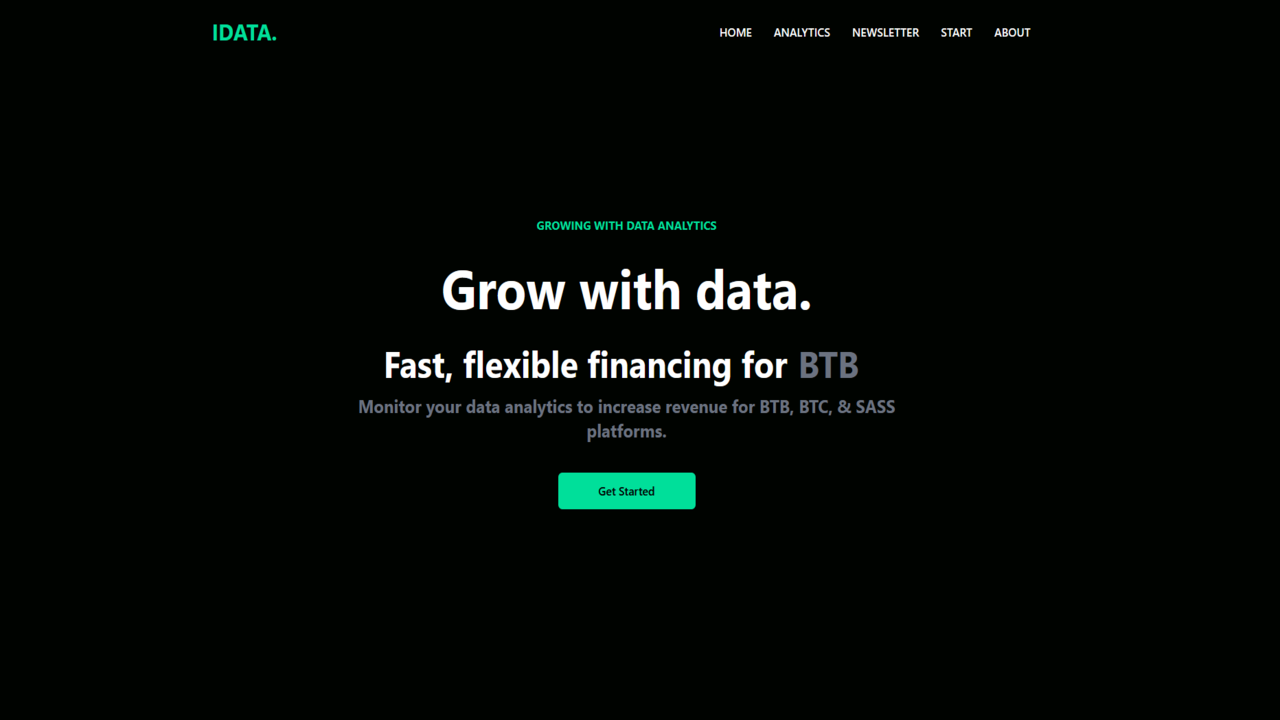 IDATA.
HOME ANALYTICS NEWSLETTER START ABOUT
GROWING WITH DATA ANALYTICS
Grow with data.
Fast, flexible financing for BTB
Monitor your data analytics to increase revenue for BTB, BTC, & SASS
platforms.
Get Started